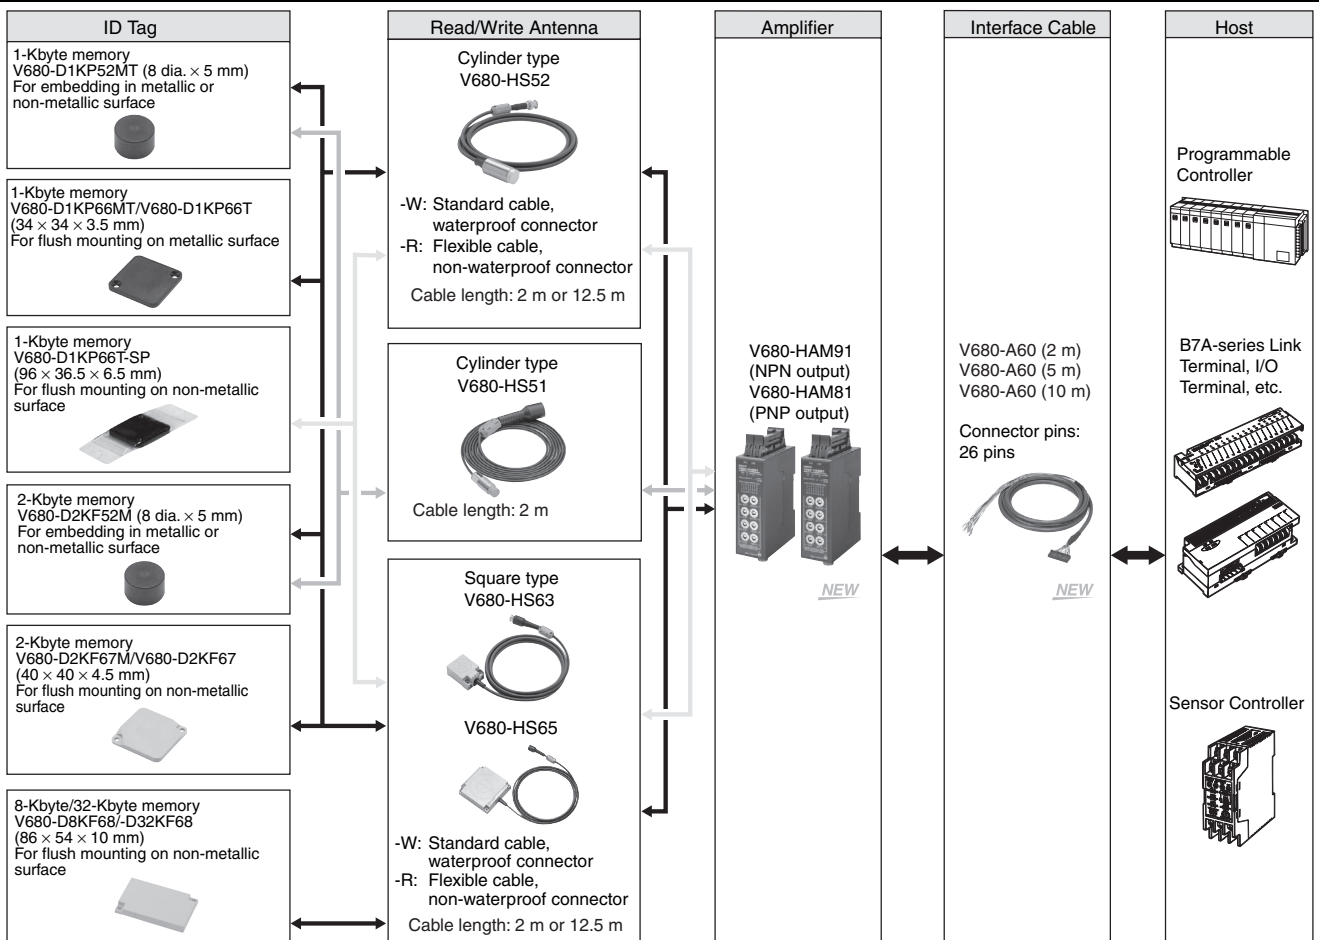 ID Tag
1-Kbyte memory
V680-D1KP52MT (8 dia. × 5 mm)
For embedding in metallic or
non-metallic surface
1-Kbyte memory
V680-D1KP66MT/V680-D1KP66T
(34 × 34 × 3.5 mm)
For flush mounting on metallic surface
1-Kbyte memory
V680-D1KP66T-SP
(96 × 36.5 × 6.5 mm)
For flush mounting on non-metallic
surface
2-Kbyte memory
V680-D2KF52M (8 dia. × 5 mm)
For embedding in metallic or
non-metallic surface
2-Kbyte memory
V680-D2KF67M/V680-D2KF67
(40 × 40 × 4.5 mm)
For flush mounting on non-metallic
surface
8-Kbyte/32-Kbyte memory
V680-D8KF68/-D32KF68
(86 × 54 × 10 mm)
For flush mounting on non-metallic
surface
Read/Write Antenna
Cylinder type
V680-HS52
-W: Standard cable,
waterproof connector
-R: Flexible cable,
non-waterproof connector
Cable length: 2 m or 12.5 m
Cylinder type
V680-HS51
Cable length: 2 m
Square type
V680-HS63
V680-HS65
-W: Standard cable,
waterproof connector
-R: Flexible cable,
non-waterproof connector
Cable length: 2 m or 12.5 m
Amplifier
V680-HAM91
(NPN output)
V680-HAM81
(PNP output)
NEW
Interface Cable
V680-A60 (2 m)
V680-A60 (5 m)
V680-A60 (10 m)
Connector pins:
26 pins
NEW
Host
Programmable
Controller
B7A-series Link
Terminal, I/O
Terminal, etc.
Sensor Controller